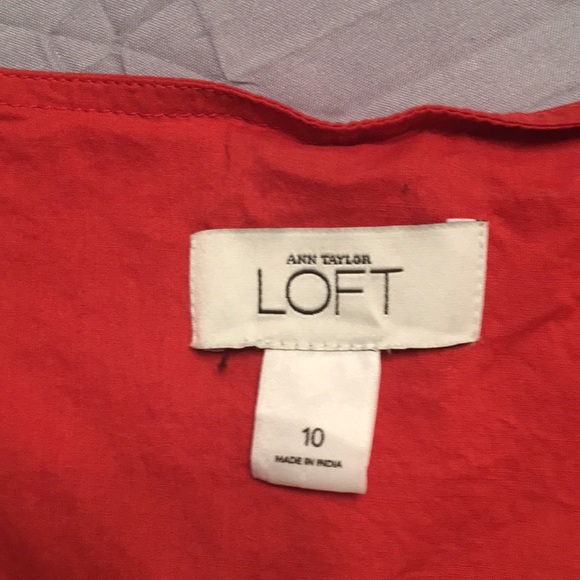 ANN TAYLOR
LOFT
10
MADE IN INDIA